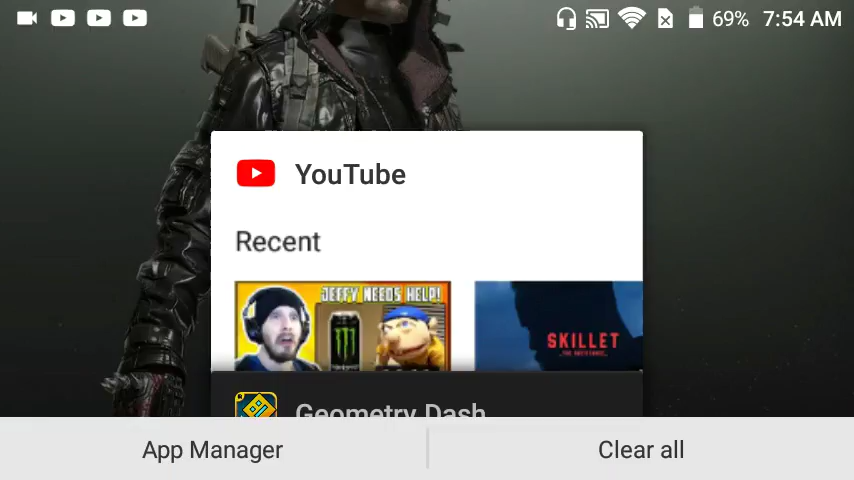 69% 7:54 AM
YouTube
Recent
JEFFY NEEDS HELP!
SKILLET
Geometry Dash
App Manager
Clear all